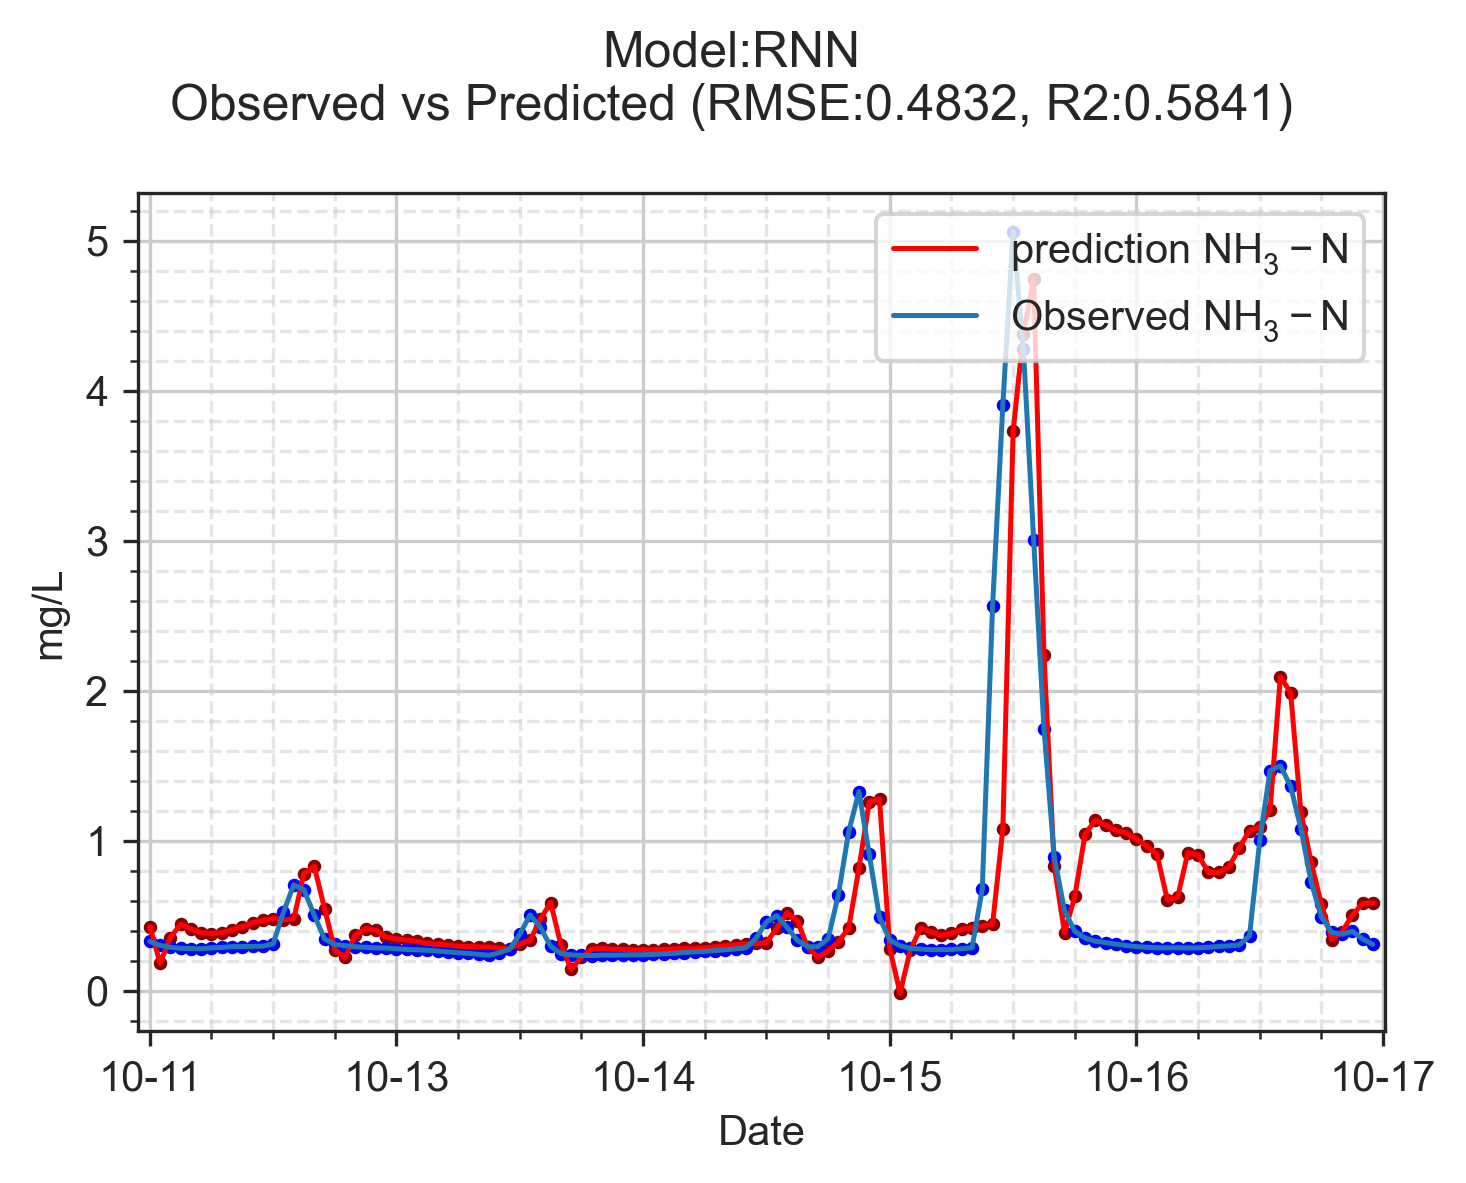 Model:RNN
Observed vs Predicted (RMSE:0.4832, R2:0.5841)
prediction NH₃ − N
Observed NH₃ − N
5
4
3
2
1
0
mg/L
10-11 10-13 10-14 10-15 10-16 10-17
Date